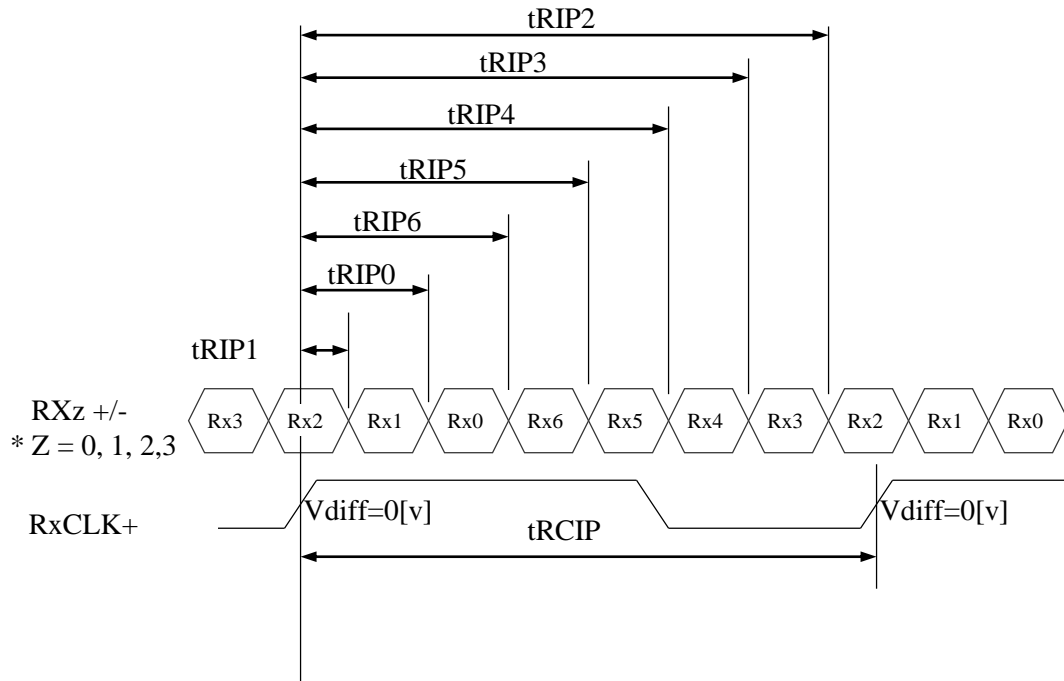 tRIP2
tRIP3
tRIP4
tRIP5
tRIP6
tRIP0
tRIP1
RXz +/-
* Z = 0, 1, 2,3
Rx3 Rx2 Rx1 Rx0 Rx6 Rx5 Rx4 Rx3 Rx2 Rx1 Rx0
RxCLK+
Vdiff=0[v]
Vdiff=0[v]
tRCIP